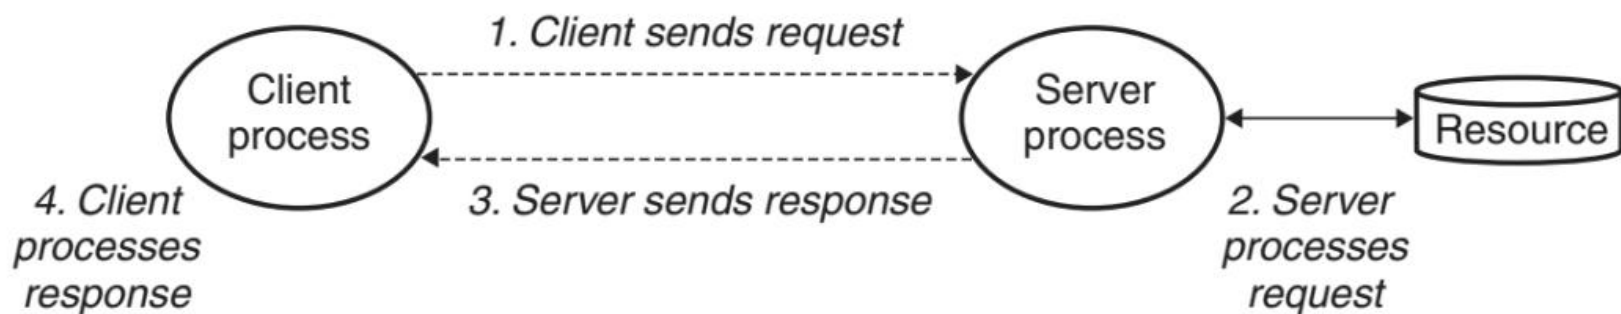 1. Client sends request
Client
process
Server
process
Resource
3. Server sends response
4. Client
processes
response
2. Server
processes
request